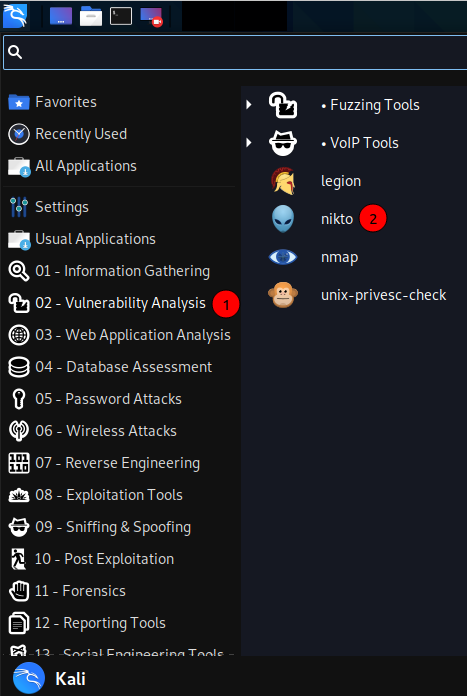 Favorites
Recently Used
All Applications
Settings
Usual Applications
01 - Information Gathering
02 - Vulnerability Analysis 1
03 - Web Application Analysis
04 - Database Assessment
05 - Password Attacks
06 - Wireless Attacks
07 - Reverse Engineering
08 - Exploitation Tools
09 - Sniffing & Spoofing
10 - Post Exploitation
11 - Forensics
12 - Reporting Tools
13 - Social Engineering Tools
• Fuzzing Tools
• VoIP Tools
legion
nikto 2
nmap
unix-privesc-check
Kali